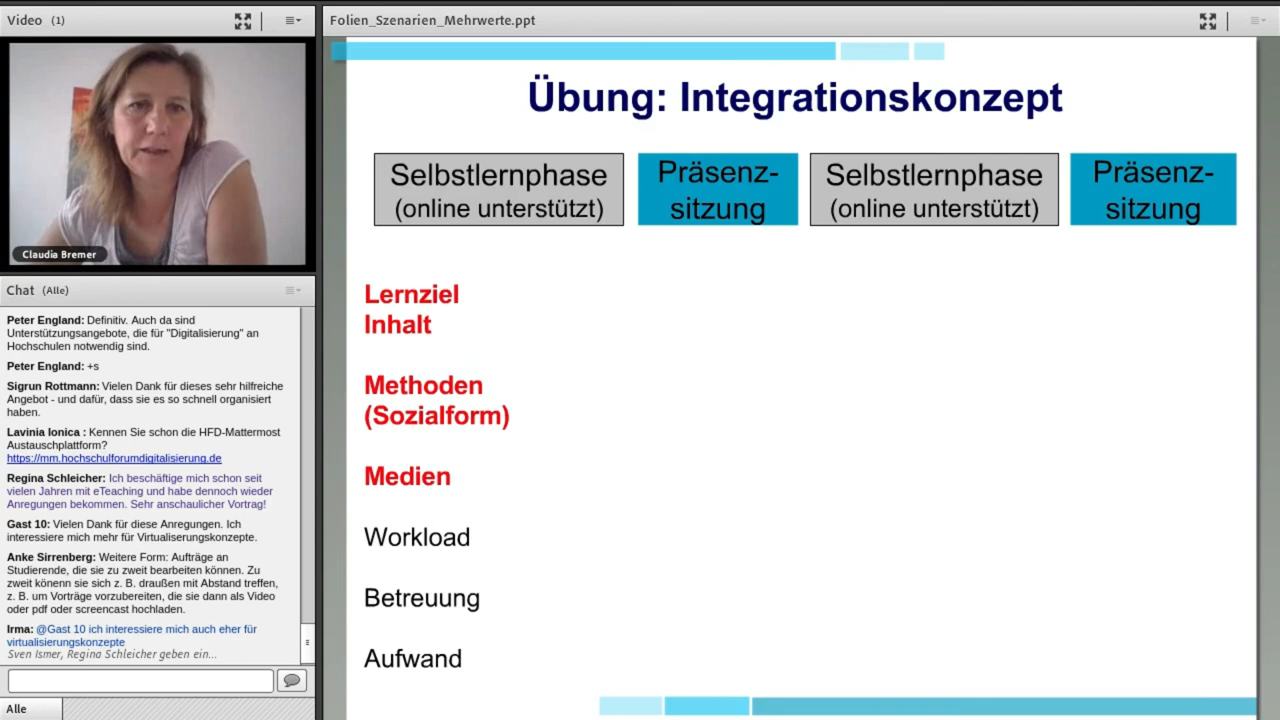 Video (1)
Claudia Bremer
Chat (Alle)
Peter England: Definitiv. Auch da sind
Unterstützungsangebote, die für "Digitalisierung" an
Hochschulen notwendig sind.
Peter England: +s
Sigrun Rottmann: Vielen Dank für dieses sehr hilfreiche
Angebot - und dafür, dass sie es so schnell organisiert
haben.
Lavinia Ionica : Kennen Sie schon die HFD-Mattermost
Austauschplattform?
https://mm.hochschulforumdigitalisierung.de
Regina Schleicher: Ich beschäftige mich schon seit
vielen Jahren mit eTeaching und habe dennoch wieder
Anregungen bekommen. Sehr anschaulicher Vortrag!
Gast 10: Vielen Dank für diese Anregungen. Ich
interessiere mich mehr für Virtualiserungskonzepte.
Anke Sirrenberg: Weitere Form: Aufträge an
Studierende, die sie zu zweit bearbeiten können. Zu
zweit könenn sie sich z. B. draußen mit Abstand treffen,
z. B. um Vorträge vorzubereiten, die sie dann als Video
oder pdf oder screencast hochladen.
Irma: @Gast 10 ich interessiere mich auch eher für
virtualisierungskonzepte
Sven Ismer, Regina Schleicher geben ein...
Alle
Folien_Szenarien_Mehrwerte.ppt
Übung: Integrationskonzept
Selbstlernphase
(online unterstützt)
Präsenz-
sitzung
Selbstlernphase
(online unterstützt)
Präsenz-
sitzung
Lernziel
Inhalt
Methoden
(Sozialform)
Medien
Workload
Betreuung
Aufwand